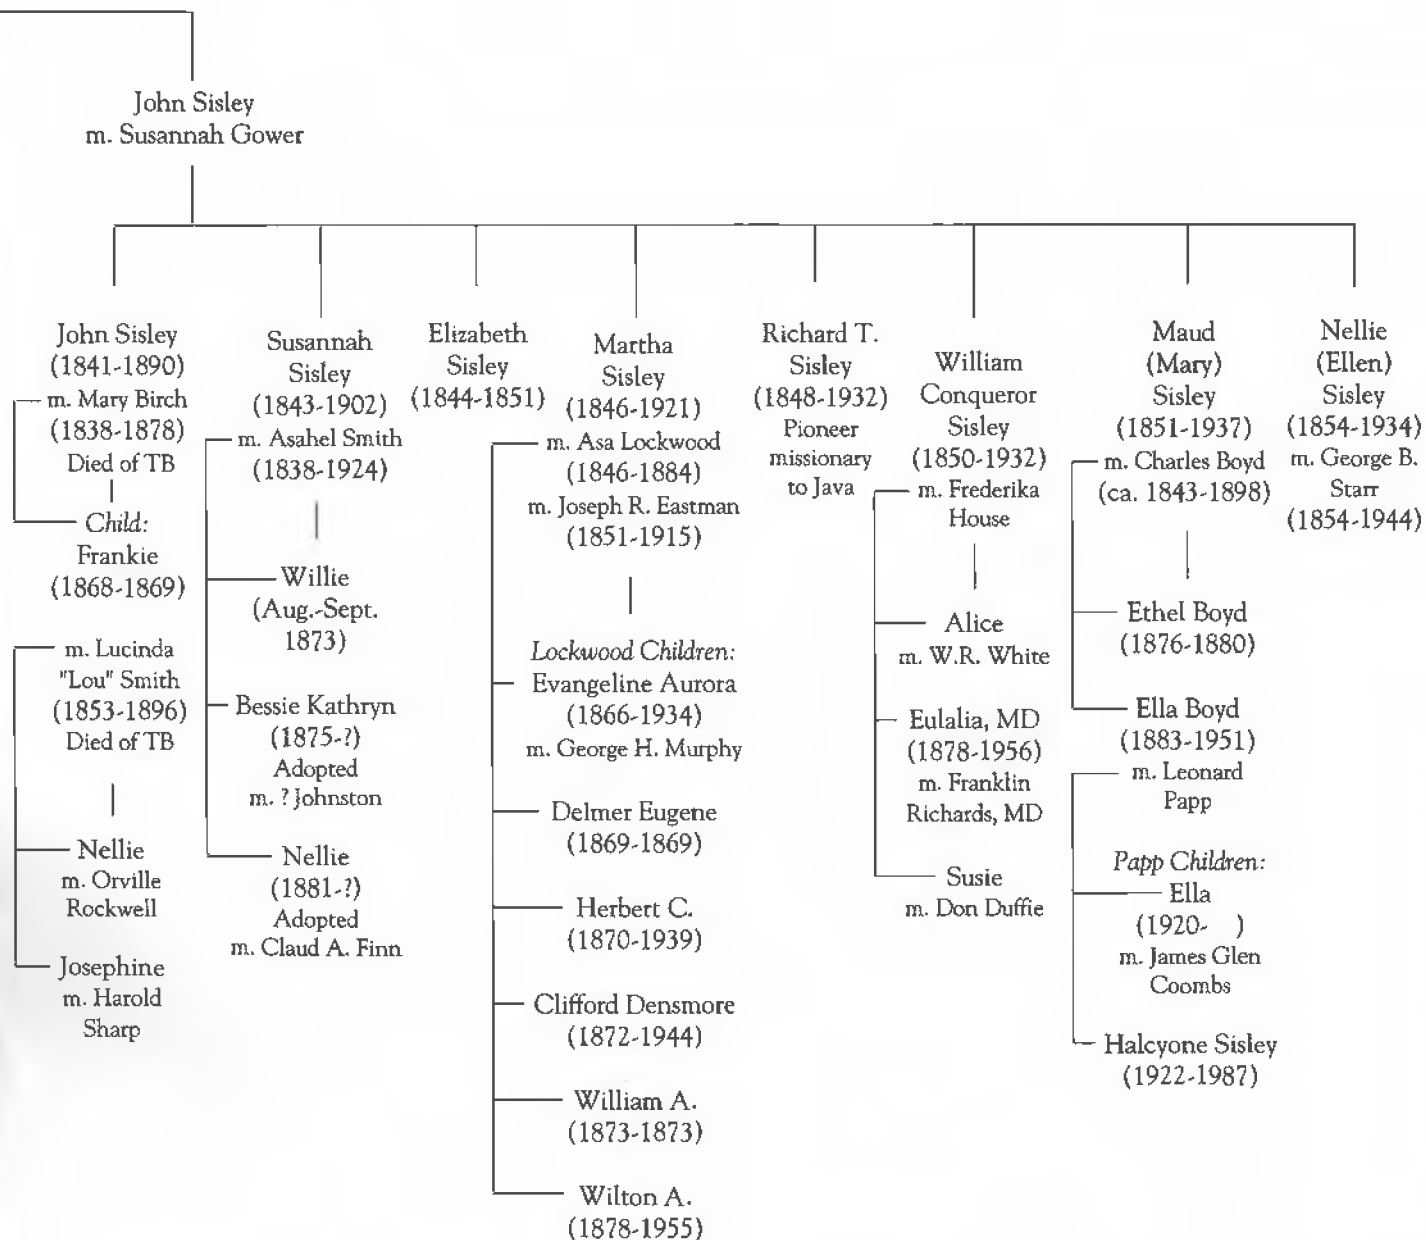 John Sisley
m. Susannah Gower
John Sisley
(1841-1890)
m. Mary Birch
(1838-1878)
Died of TB
Child:
Frankie
(1868-1869)
m. Lucinda
"Lou" Smith
(1853-1896)
Died of TB
Nellie
m. Orville
Rockwell
Josephine
m. Harold
Sharp
Susannah
Sisley
(1843-1902)
m. Asahel Smith
(1838-1924)
Willie
(Aug.-Sept.
1873)
Bessie Kathryn
(1875-?)
Adopted
m. ? Johnston
Nellie
(1881-?)
Adopted
m. Claud A. Finn
Elizabeth
Sisley
(1844-1851)
Martha
Sisley
(1846-1921)
m. Asa Lockwood
(1846-1884)
m. Joseph R. Eastman
(1851-1915)
Lockwood Children:
Evangeline Aurora
(1866-1934)
m. George H. Murphy
Delmer Eugene
(1869-1869)
Herbert C.
(1870-1939)
Clifford Densmore
(1872-1944)
William A.
(1873-1873)
Wilton A.
(1878-1955)
Richard T.
Sisley
(1848-1932)
Pioneer
missionary
to Java
William
Conqueror
Sisley
(1850-1932)
m. Frederika
House
Alice
m. W.R. White
Eulalia, MD
(1878-1956)
m. Franklin
Richards, MD
Susie
m. Don Duffie
Maud
(Mary)
Sisley
(1851-1937)
m. Charles Boyd
(ca. 1843-1898)
Ethel Boyd
(1876-1880)
Ella Boyd
(1883-1951)
m. Leonard
Papp
Papp Children:
Ella
(1920- )
m. James Glen
Coombs
Halcyone Sisley
(1922-1987)
Nellie
(Ellen)
Sisley
(1854-1934)
m. George B.
Starr
(1854-1944)